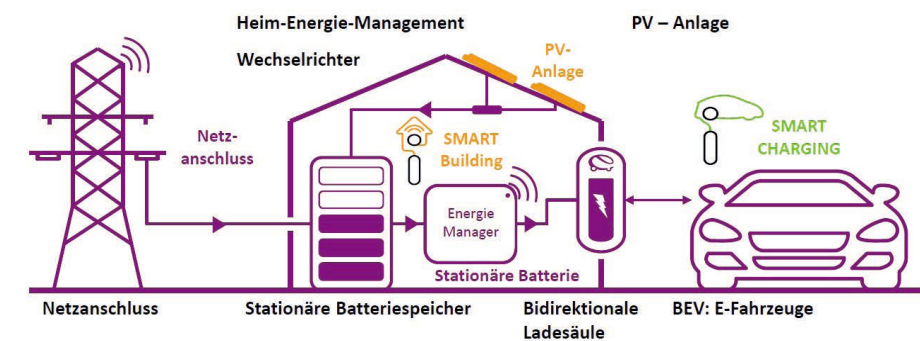 Heim-Energie-Management
PV – Anlage
Wechselrichter
PV-
Anlage
Netz-
anschluss
SMART
Building
SMART
CHARGING
Energie
Manager
Stationäre Batterie
Netzanschluss
Stationäre Batteriespeicher
Bidirektionale
Ladesäule
BEV: E-Fahrzeuge